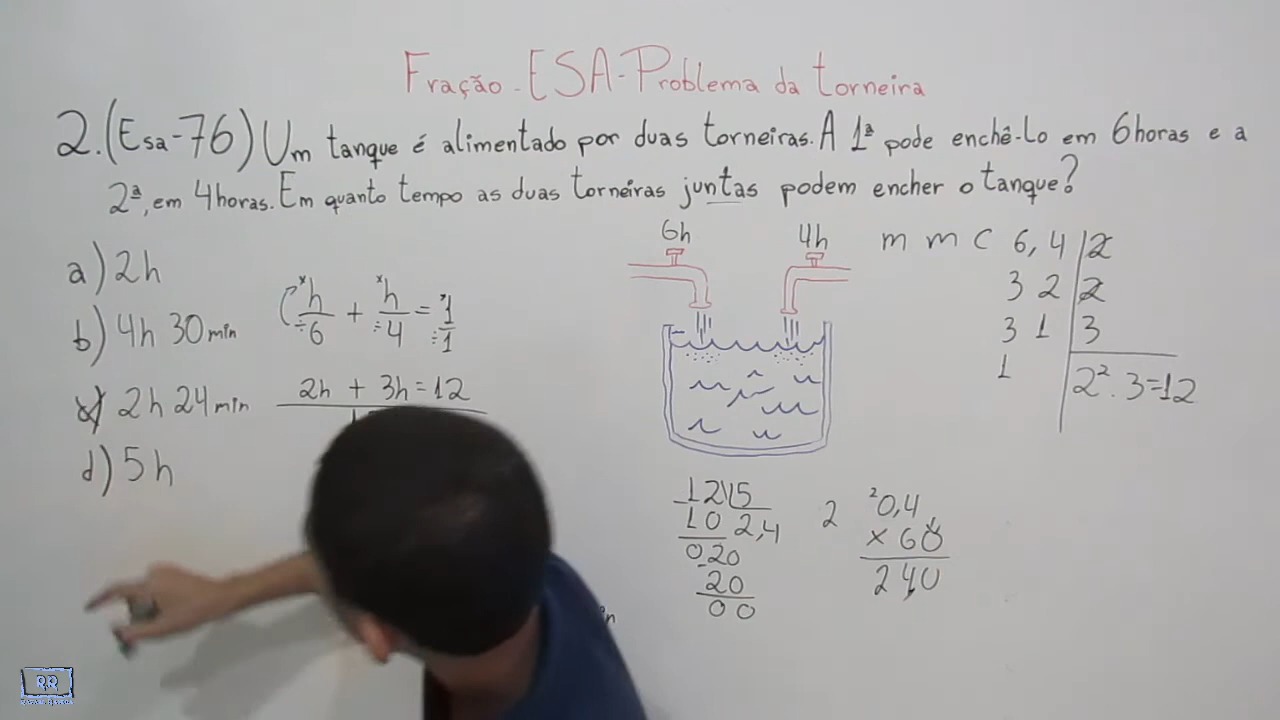 Fração - ESA - Problema da torneira
2. (Esa-76) Um tanque é alimentado por duas torneiras. A 1ª pode enchê-lo em 6 horas e a
2ª, em 4 horas. Em quanto tempo as duas torneiras juntas podem encher o tanque?
a) 2h
b) 4h 30min
c) 2h 24min
d) 5h
h/6 + h/4 = 1/1
2h + 3h = 12
6h 4h
m m c 6, 4 | 2
3 2 | 2
3 1 | 3
1 | 2² . 3 = 12
12 | 5
10 2,4
020
-20
00
2
0,4
x 60
24,0
RR